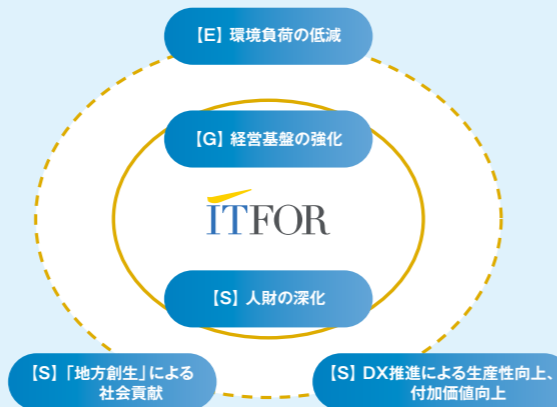 【E】環境負荷の低減
【G】経営基盤の強化
ITFOR
【S】人財の深化
【S】「地方創生」による
社会貢献
【S】DX推進による生産性向上、
付加価値向上